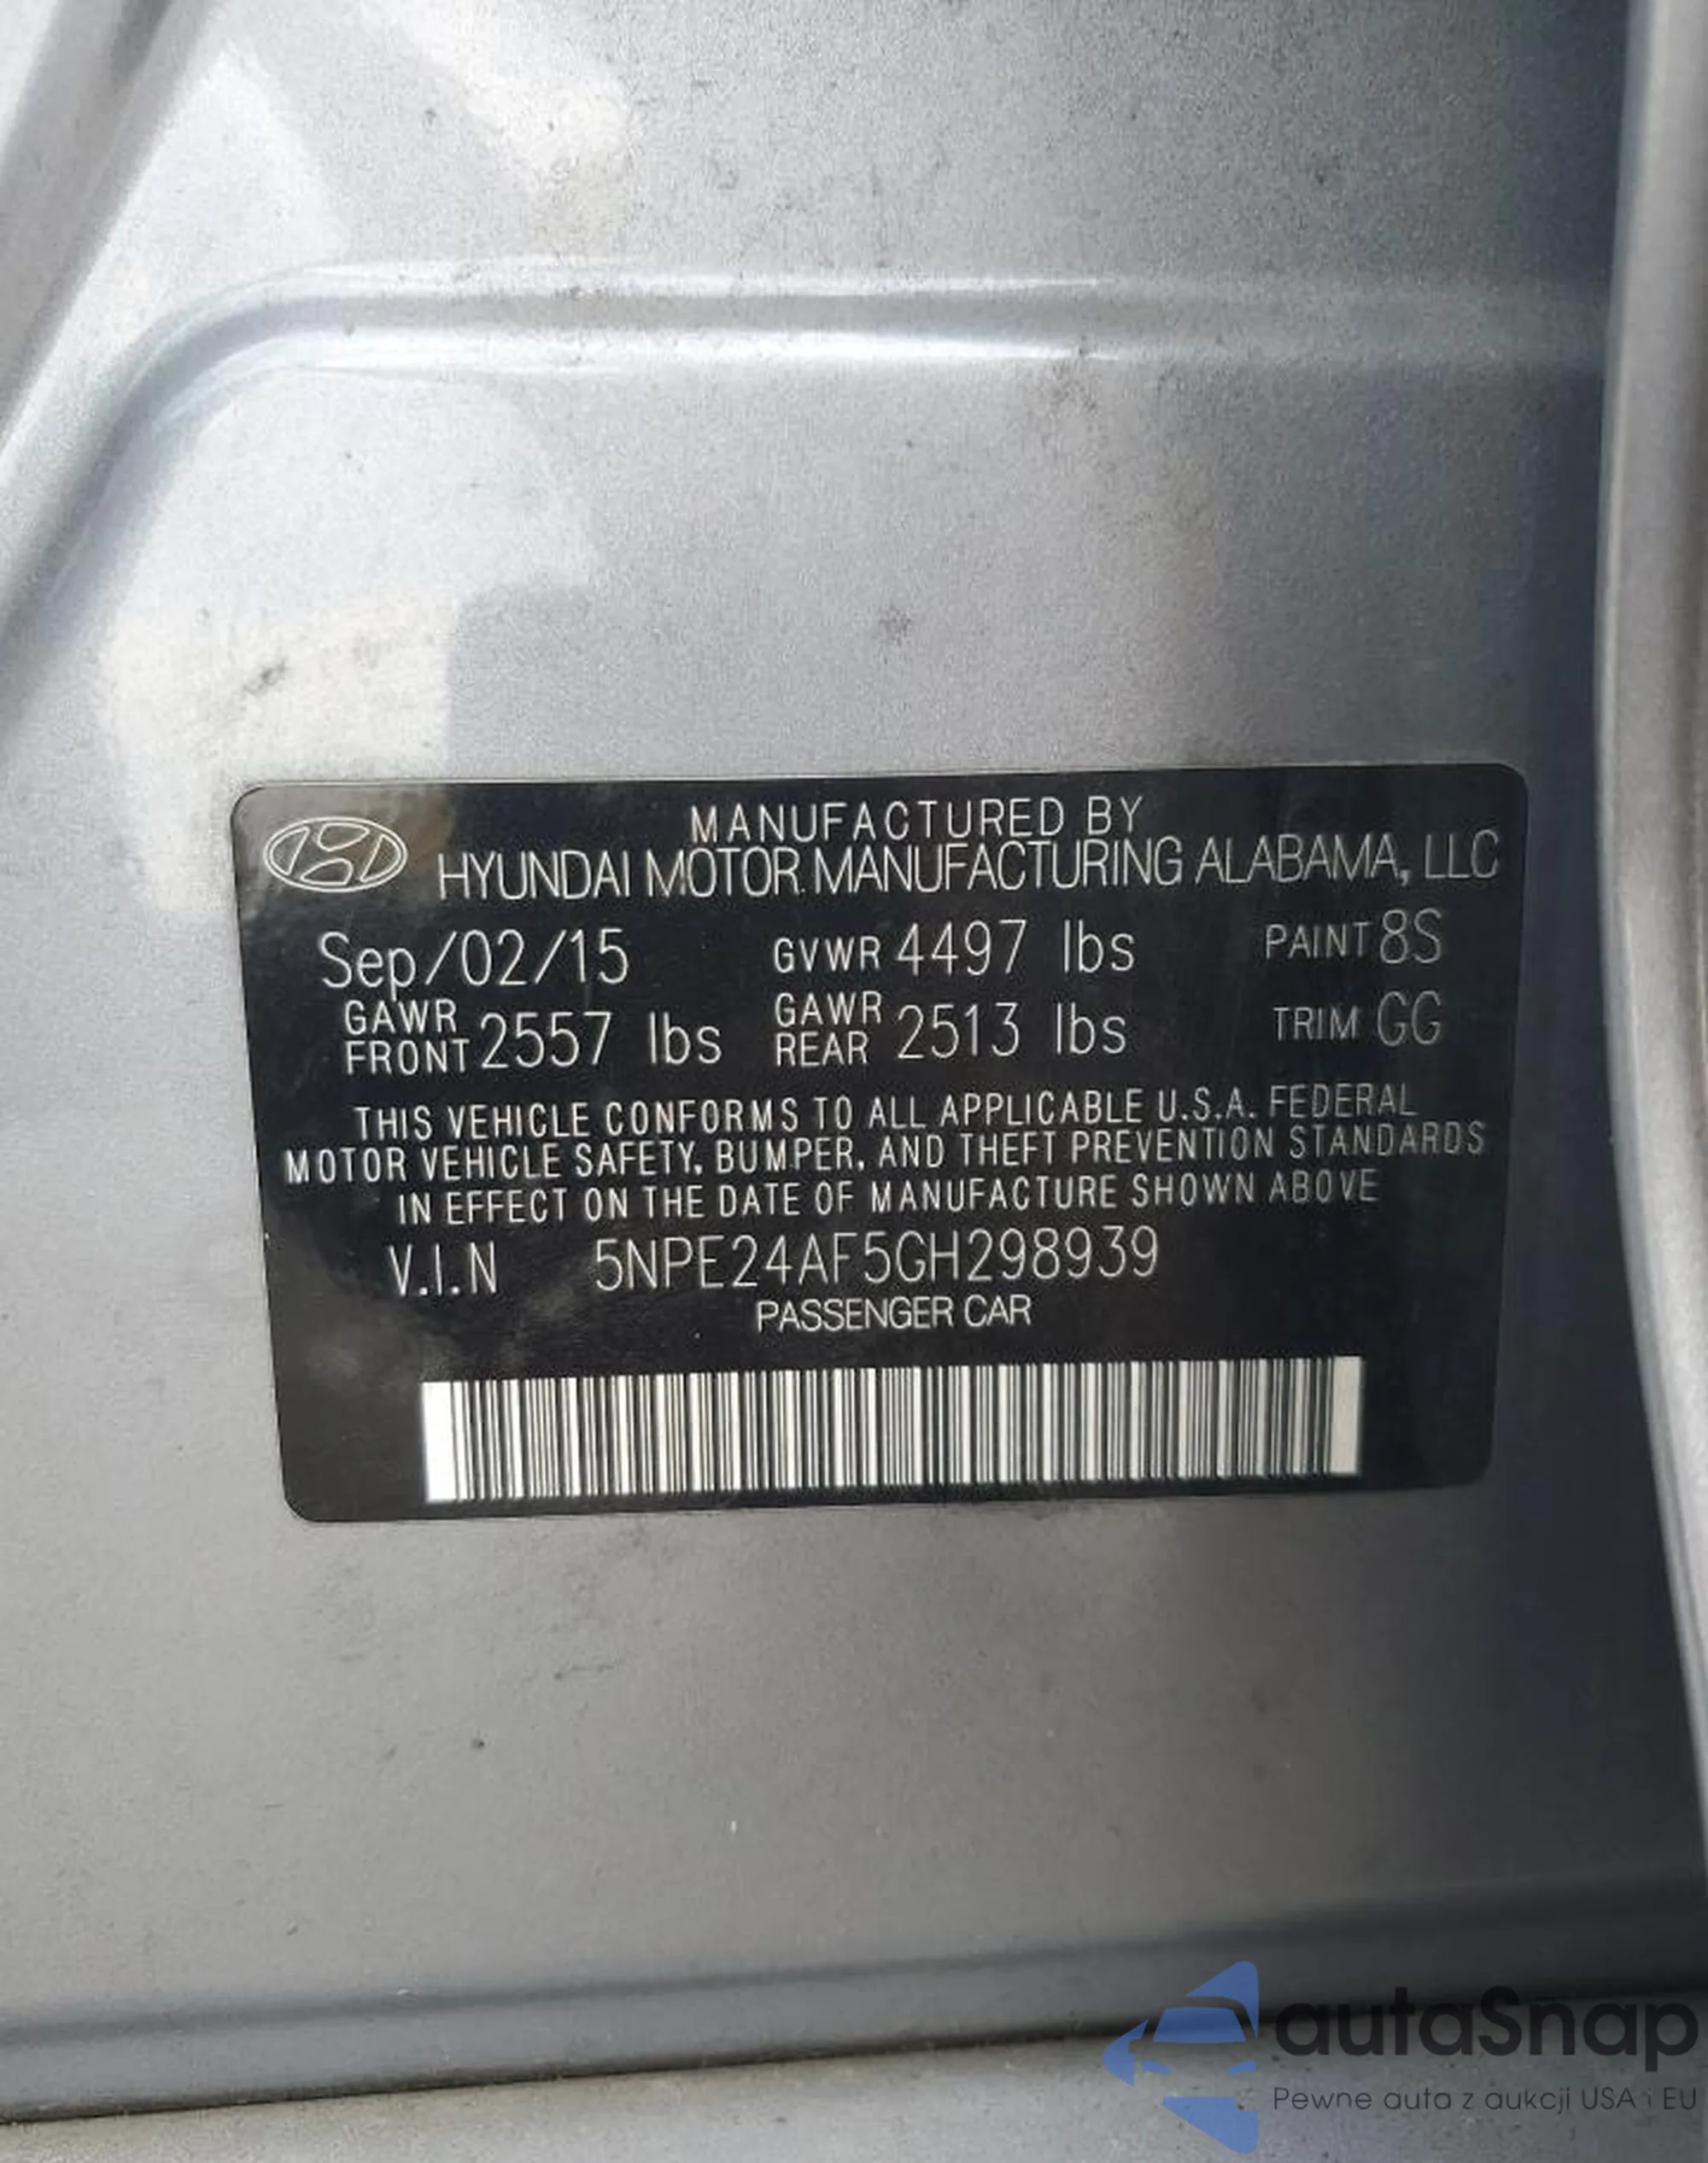 MANUFACTURED BY
HYUNDAI MOTOR MANUFACTURING ALABAMA, LLC
Sep/02/15 GVWR 4497 lbs PAINT 8S
GAWR FRONT 2557 lbs GAWR REAR 2513 lbs TRIM GG
THIS VEHICLE CONFORMS TO ALL APPLICABLE U.S.A. FEDERAL
MOTOR VEHICLE SAFETY, BUMPER, AND THEFT PREVENTION STANDARDS
IN EFFECT ON THE DATE OF MANUFACTURE SHOWN ABOVE
V.I.N 5NPE24AF5GH298939
PASSENGER CAR
autaSnap
Pewne auta z aukcji USA i EU